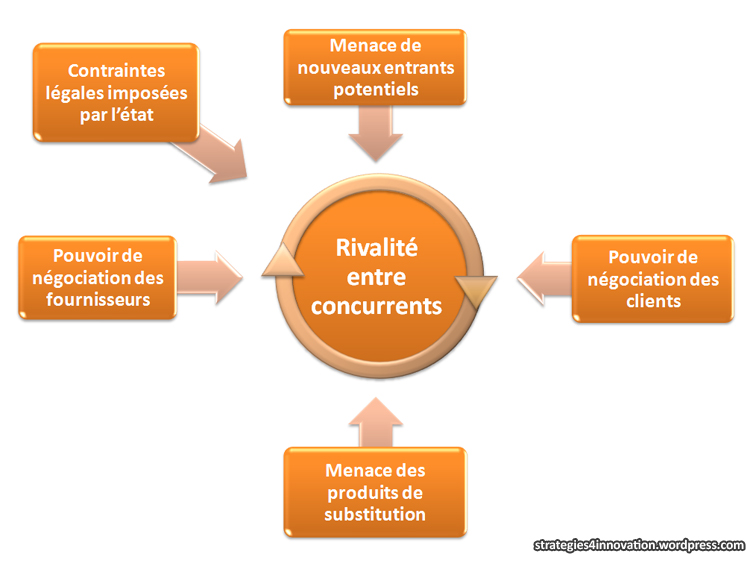 Contraintes
légales imposées
par l'état
Menace de
nouveaux entrants
potentiels
Pouvoir de
négociation des
fournisseurs
Rivalité
entre
concurrents
Pouvoir de
négociation des
clients
Menace des
produits de
substitution
strategies4innovation.wordpress.com